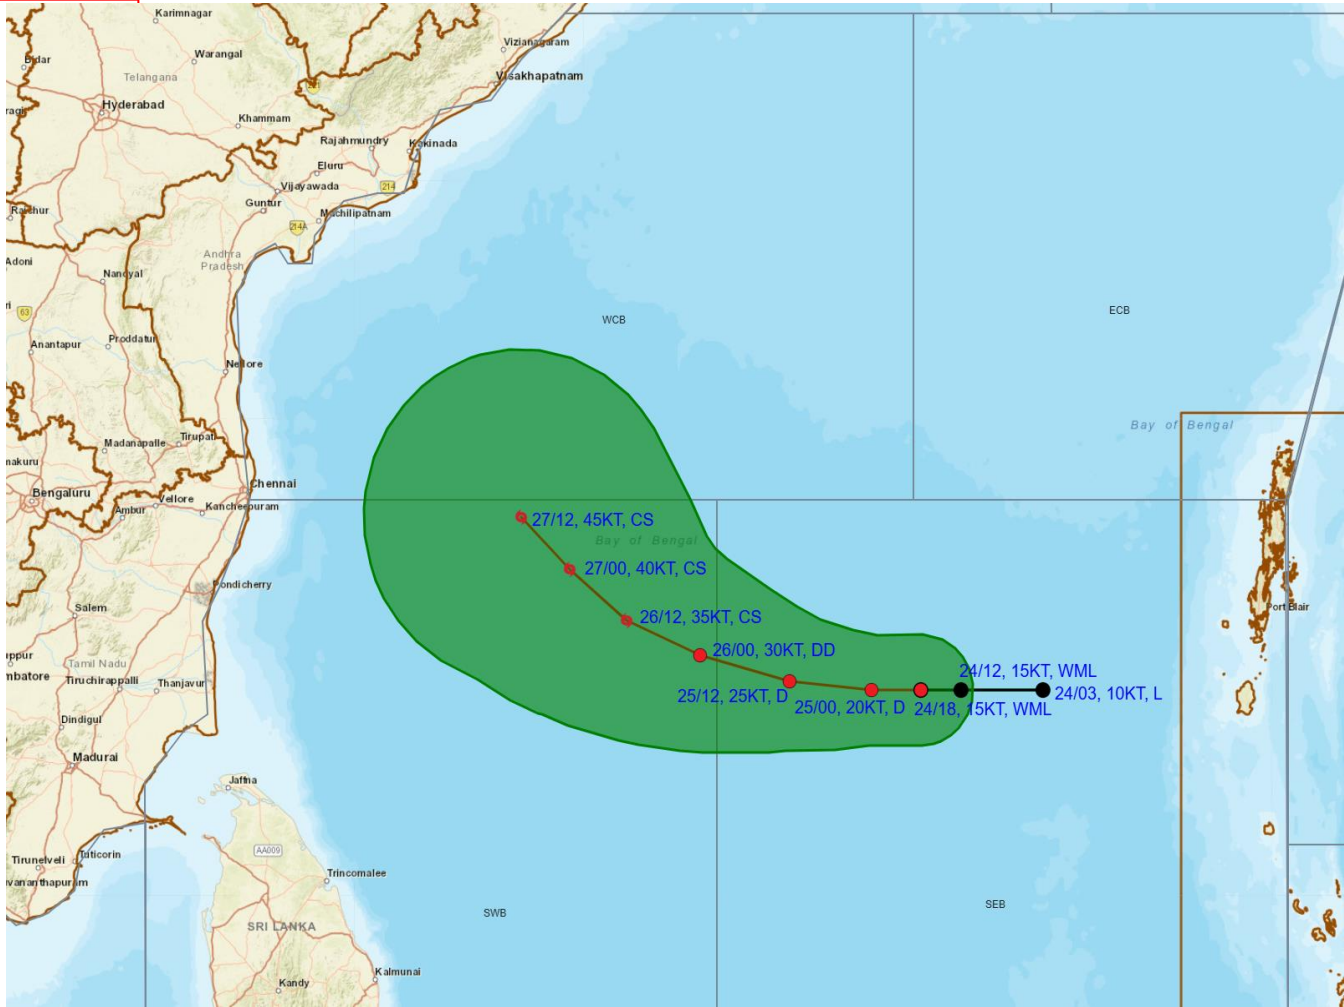 Karimnagar
Vizianagaram
Warangal
Bidar
Telangana
Visakhapatnam
Hyderabad
Khammam
Rajahmundry
Kakinada
Eluru
Vijayawada
214
Guntur
Machilipatnam
214A
Andhra
Pradesh
Adoni
Nandyal
63
Anantapur
Proddatur
Nellore
WCB
ECB
Bay of Bengal
Madanapalle
Tirupati
Bengaluru
Chennai
Vellore
Ambur
Kancheepuram
27/12, 45KT, CS
Bay of Bengal
27/00, 40KT, CS
Pondicherry
Salem
26/12, 35KT, CS
Port Blair
26/00, 30KT, DD
Tamil Nadu
Tiruchirappalli
Thanjavur
24/12, 15KT, WML
24/03, 10KT, L
25/12, 25KT, D
25/00, 20KT, D
24/18, 15KT, WML
Dindigul
Madurai
Jaffna
AA009
Tirunelveli
Tuticorin
Trincomalee
SWB
SEB
SRI LANKA
Kalmunai
Kandy